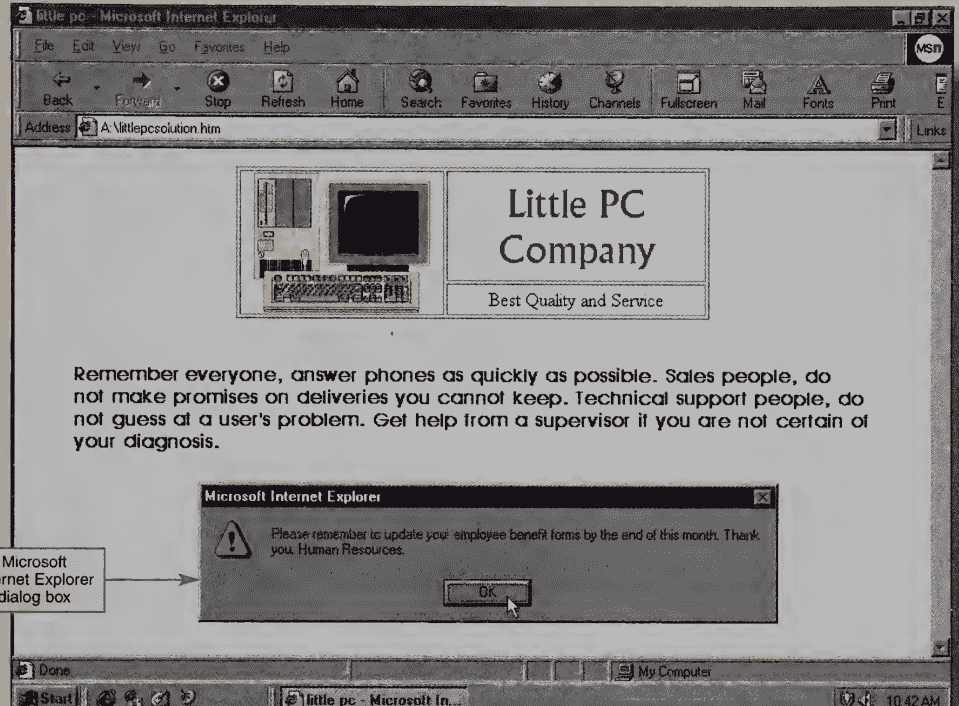 little pc - Microsoft Internet Explorer
File Edit View Go Favorites Help
msn
Back Forward Stop Refresh Home Search Favorites History Channels Fullscreen Mail Fonts Print E
Address A:\littlepcsolution.htm Links
Little PC
Company
Best Quality and Service
Remember everyone, answer phones as quickly as possible. Sales people, do
not make promises on deliveries you cannot keep. Technical support people, do
not guess at a user's problem. Get help from a supervisor if you are not certain of
your diagnosis.
Microsoft Internet Explorer
Please remember to update your employee benefit forms by the end of this month. Thank
you, Human Resources.
OK
Microsoft
ernet Explorer
dialog box
Done My Computer
Start little pc - Microsoft In... 10:42 AM